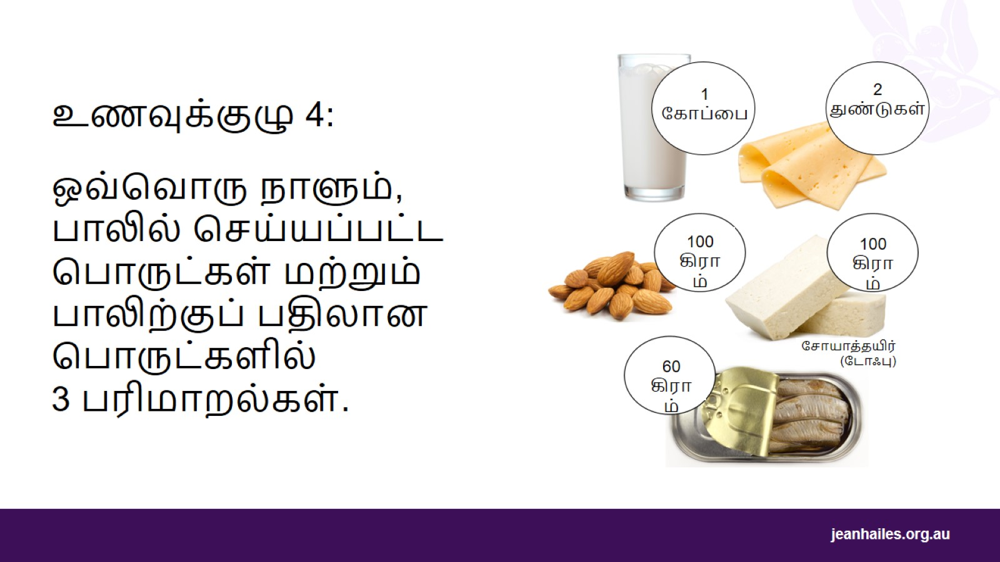 உணவுக்குழு 4:
ஒவ்வொரு நாளும்,
பாலில் செய்யப்பட்ட
பொருட்கள் மற்றும்
பாலிற்குப் பதிலான
பொருட்களில்
3 பரிமாறல்கள்.
1
கோப்பை
2
துண்டுகள்
100
கிரா
ம்
100
கிரா
ம்
சோயாத்தயிர்
(டோஃபு)
60
கிரா
ம்
jeanhailes.org.au